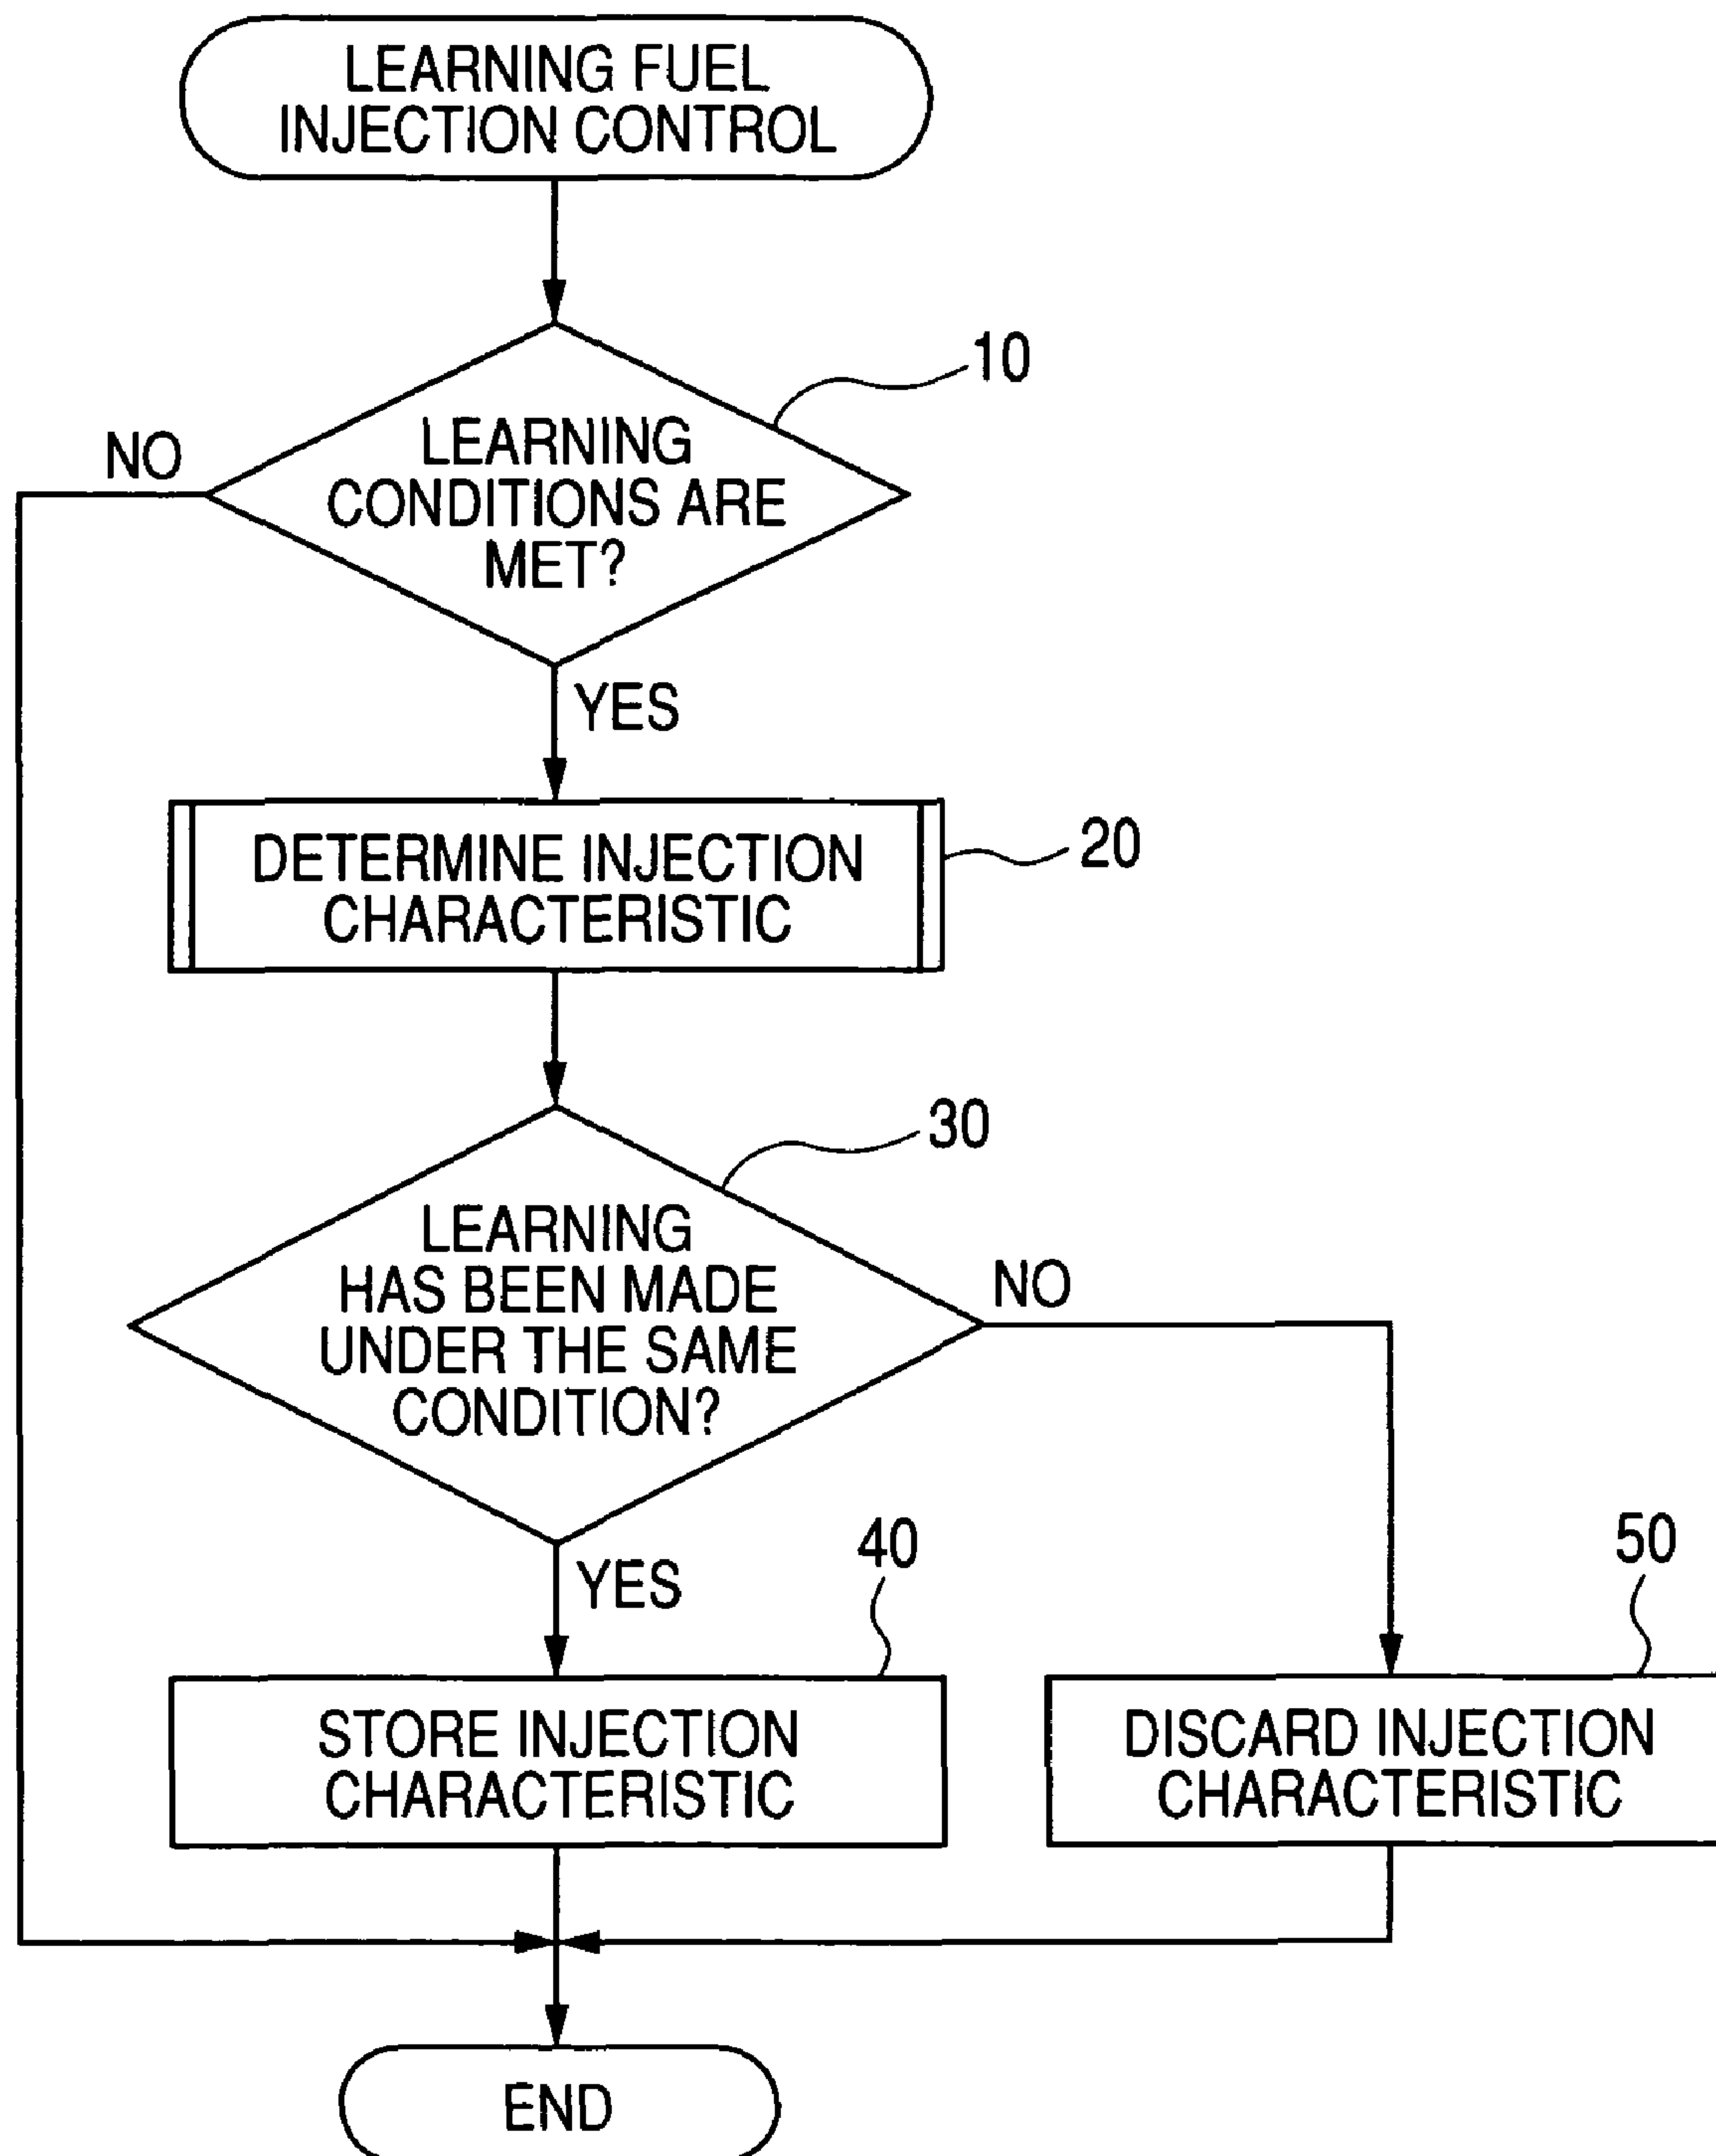 LEARNING FUEL
INJECTION CONTROL
10
LEARNING
CONDITIONS ARE
MET?
NO
YES
DETERMINE INJECTION
CHARACTERISTIC
20
30
LEARNING
HAS BEEN MADE
UNDER THE SAME
CONDITION?
NO
YES
40
50
STORE INJECTION
CHARACTERISTIC
DISCARD INJECTION
CHARACTERISTIC
END